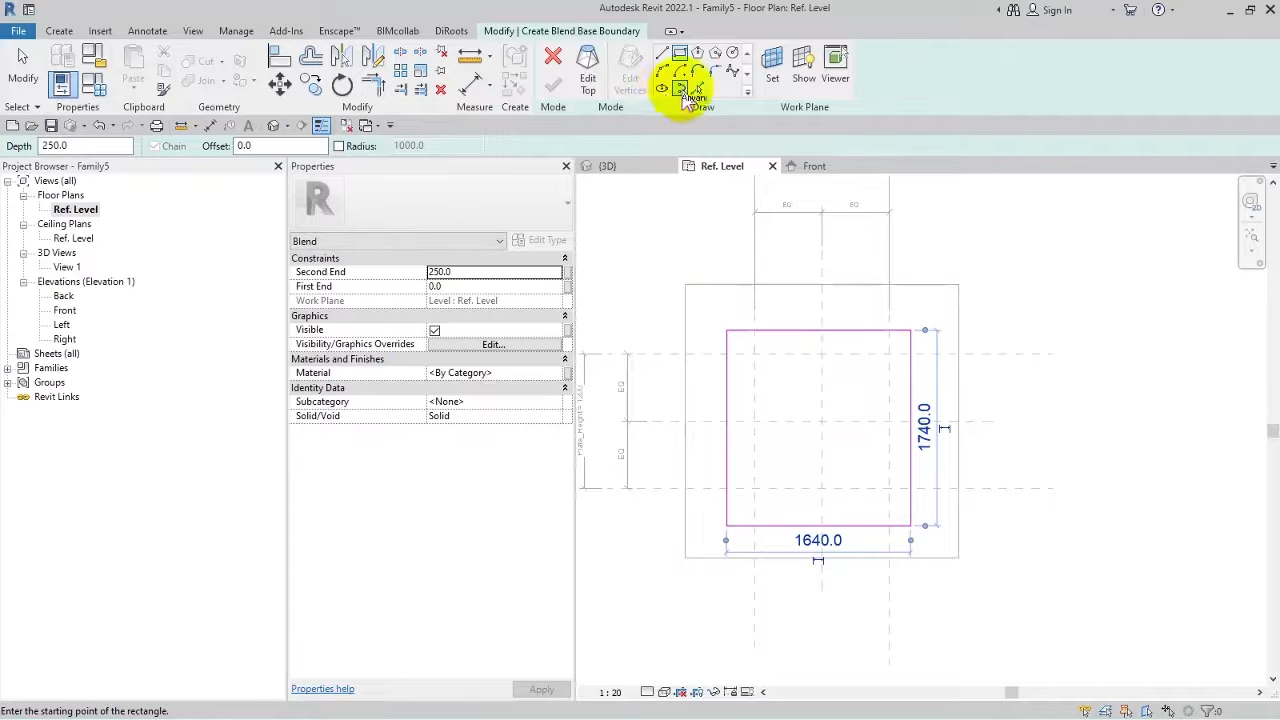 Autodesk Revit 2022.1 - Family5 - Floor Plan: Ref. Level
Sign In
File Create Insert Annotate View Manage Add-Ins Enscape™ BIMcollab DiRoots Modify | Create Blend Base Boundary
Modify Paste Cut Join Edit Top Edit Vertices Set Show Viewer
Select Properties Clipboard Geometry Modify Measure Create Mode Mode Draw Work Plane
Depth 250.0 Chain Offset: 0.0 Radius: 1000.0
Project Browser - Family5
Views (all)
Floor Plans
Ref. Level
Ceiling Plans
Ref. Level
3D Views
View 1
Elevations (Elevation 1)
Back
Front
Left
Right
Sheets (all)
Families
Groups
Revit Links
Properties
R
Blend
Edit Type
Constraints
Second End 250.0
First End 0.0
Work Plane Level : Ref. Level
Graphics
Visible
Visibility/Graphics Overrides Edit...
Materials and Finishes
Material <By Category>
Identity Data
Subcategory <None>
Solid/Void Solid
Properties help
Apply
{3D} Ref. Level Front
2D
EQ EQ
EQ
EQ
1740.0
1640.0
1 : 20
Enter the starting point of the rectangle.
:0